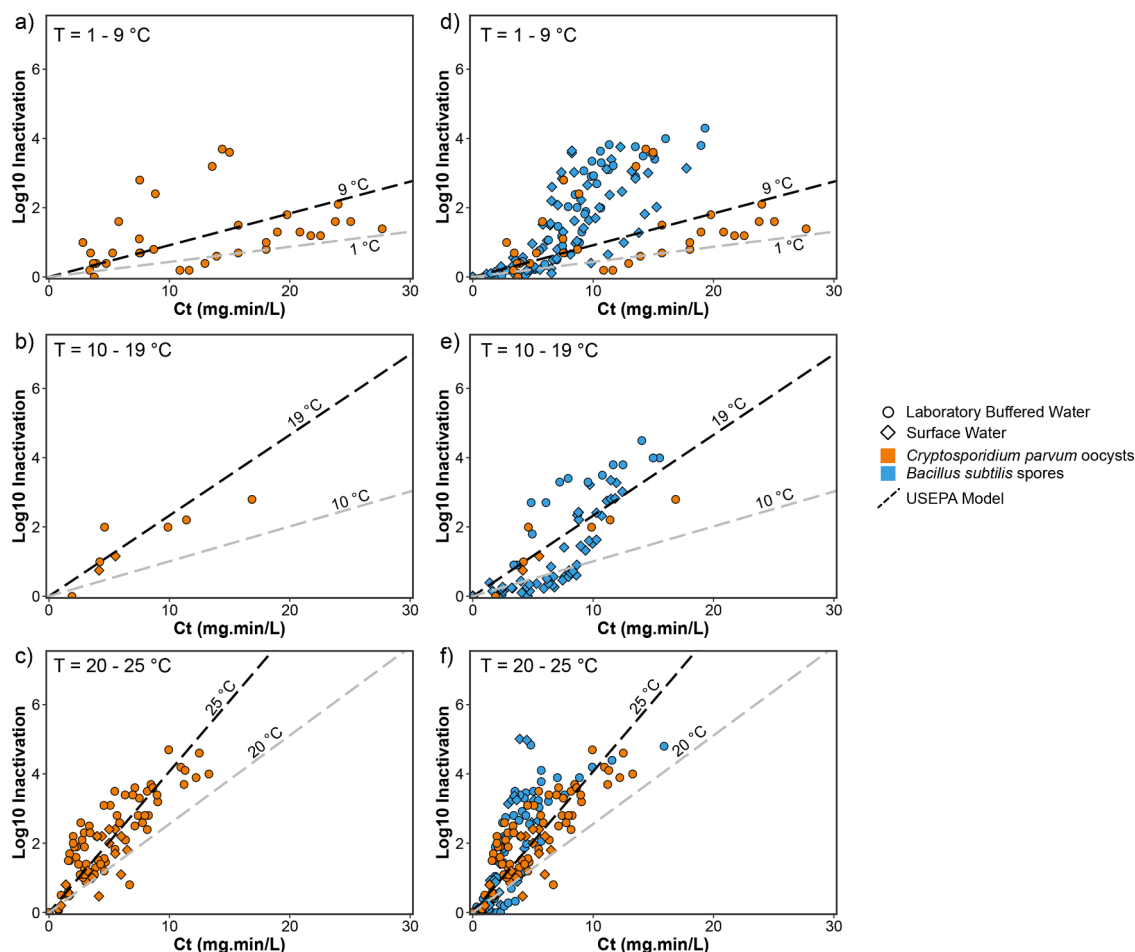 a)
T = 1 - 9 °C
Log10 Inactivation
6
4
2
0
9 °C
1 °C
0 10 20 30
Ct (mg.min/L)
d)
T = 1 - 9 °C
Log10 Inactivation
6
4
2
0
9 °C
1 °C
0 10 20 30
Ct (mg.min/L)
b)
T = 10 - 19 °C
Log10 Inactivation
6
4
2
0
19 °C
10 °C
0 10 20 30
Ct (mg.min/L)
e)
T = 10 - 19 °C
Log10 Inactivation
6
4
2
0
19 °C
10 °C
0 10 20 30
Ct (mg.min/L)
Laboratory Buffered Water
Surface Water
Cryptosporidium parvum oocysts
Bacillus subtilis spores
USEPA Model
c)
T = 20 - 25 °C
Log10 Inactivation
6
4
2
0
25 °C
20 °C
0 10 20 30
Ct (mg.min/L)
f)
T = 20 - 25 °C
Log10 Inactivation
6
4
2
0
25 °C
20 °C
0 10 20 30
Ct (mg.min/L)